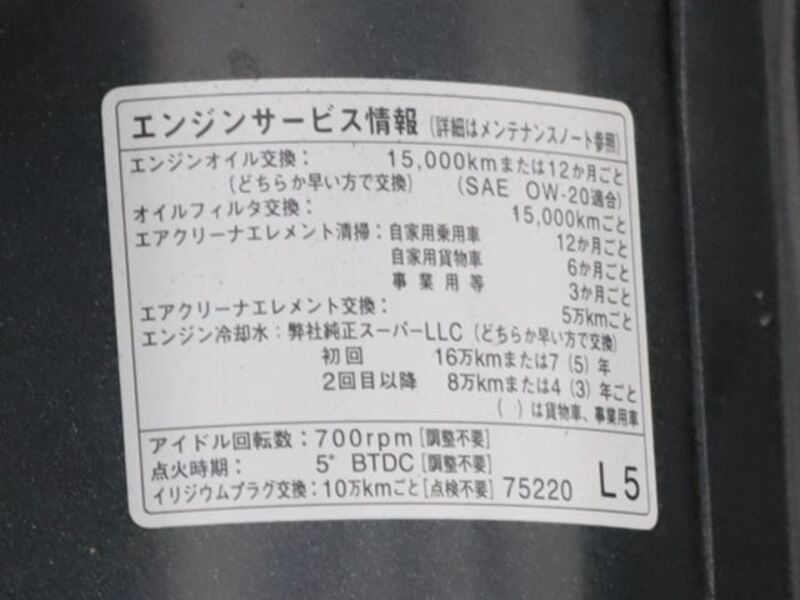 エンジンサービス情報 (詳細はメンテナンスノート参照)
エンジンオイル交換： 15,000kmまたは12か月ごと
(どちらか早い方で交換) (SAE 0W-20適合)
オイルフィルタ交換： 15,000kmごと
エアクリーナエレメント清掃：自家用乗用車 12か月ごと
自家用貨物車 6か月ごと
事業用等 3か月ごと
エアクリーナエレメント交換： 5万kmごと
エンジン冷却水：弊社純正スーパーLLC (どちらか早い方で交換)
初回 16万kmまたは7 (5) 年
2回目以降 8万kmまたは4 (3) 年ごと
( ) は貨物車、事業用車
アイドル回転数：700rpm [調整不要]
点火時期： 5° BTDC [調整不要]
イリジウムプラグ交換：10万kmごと[点検不要] 75220 L5